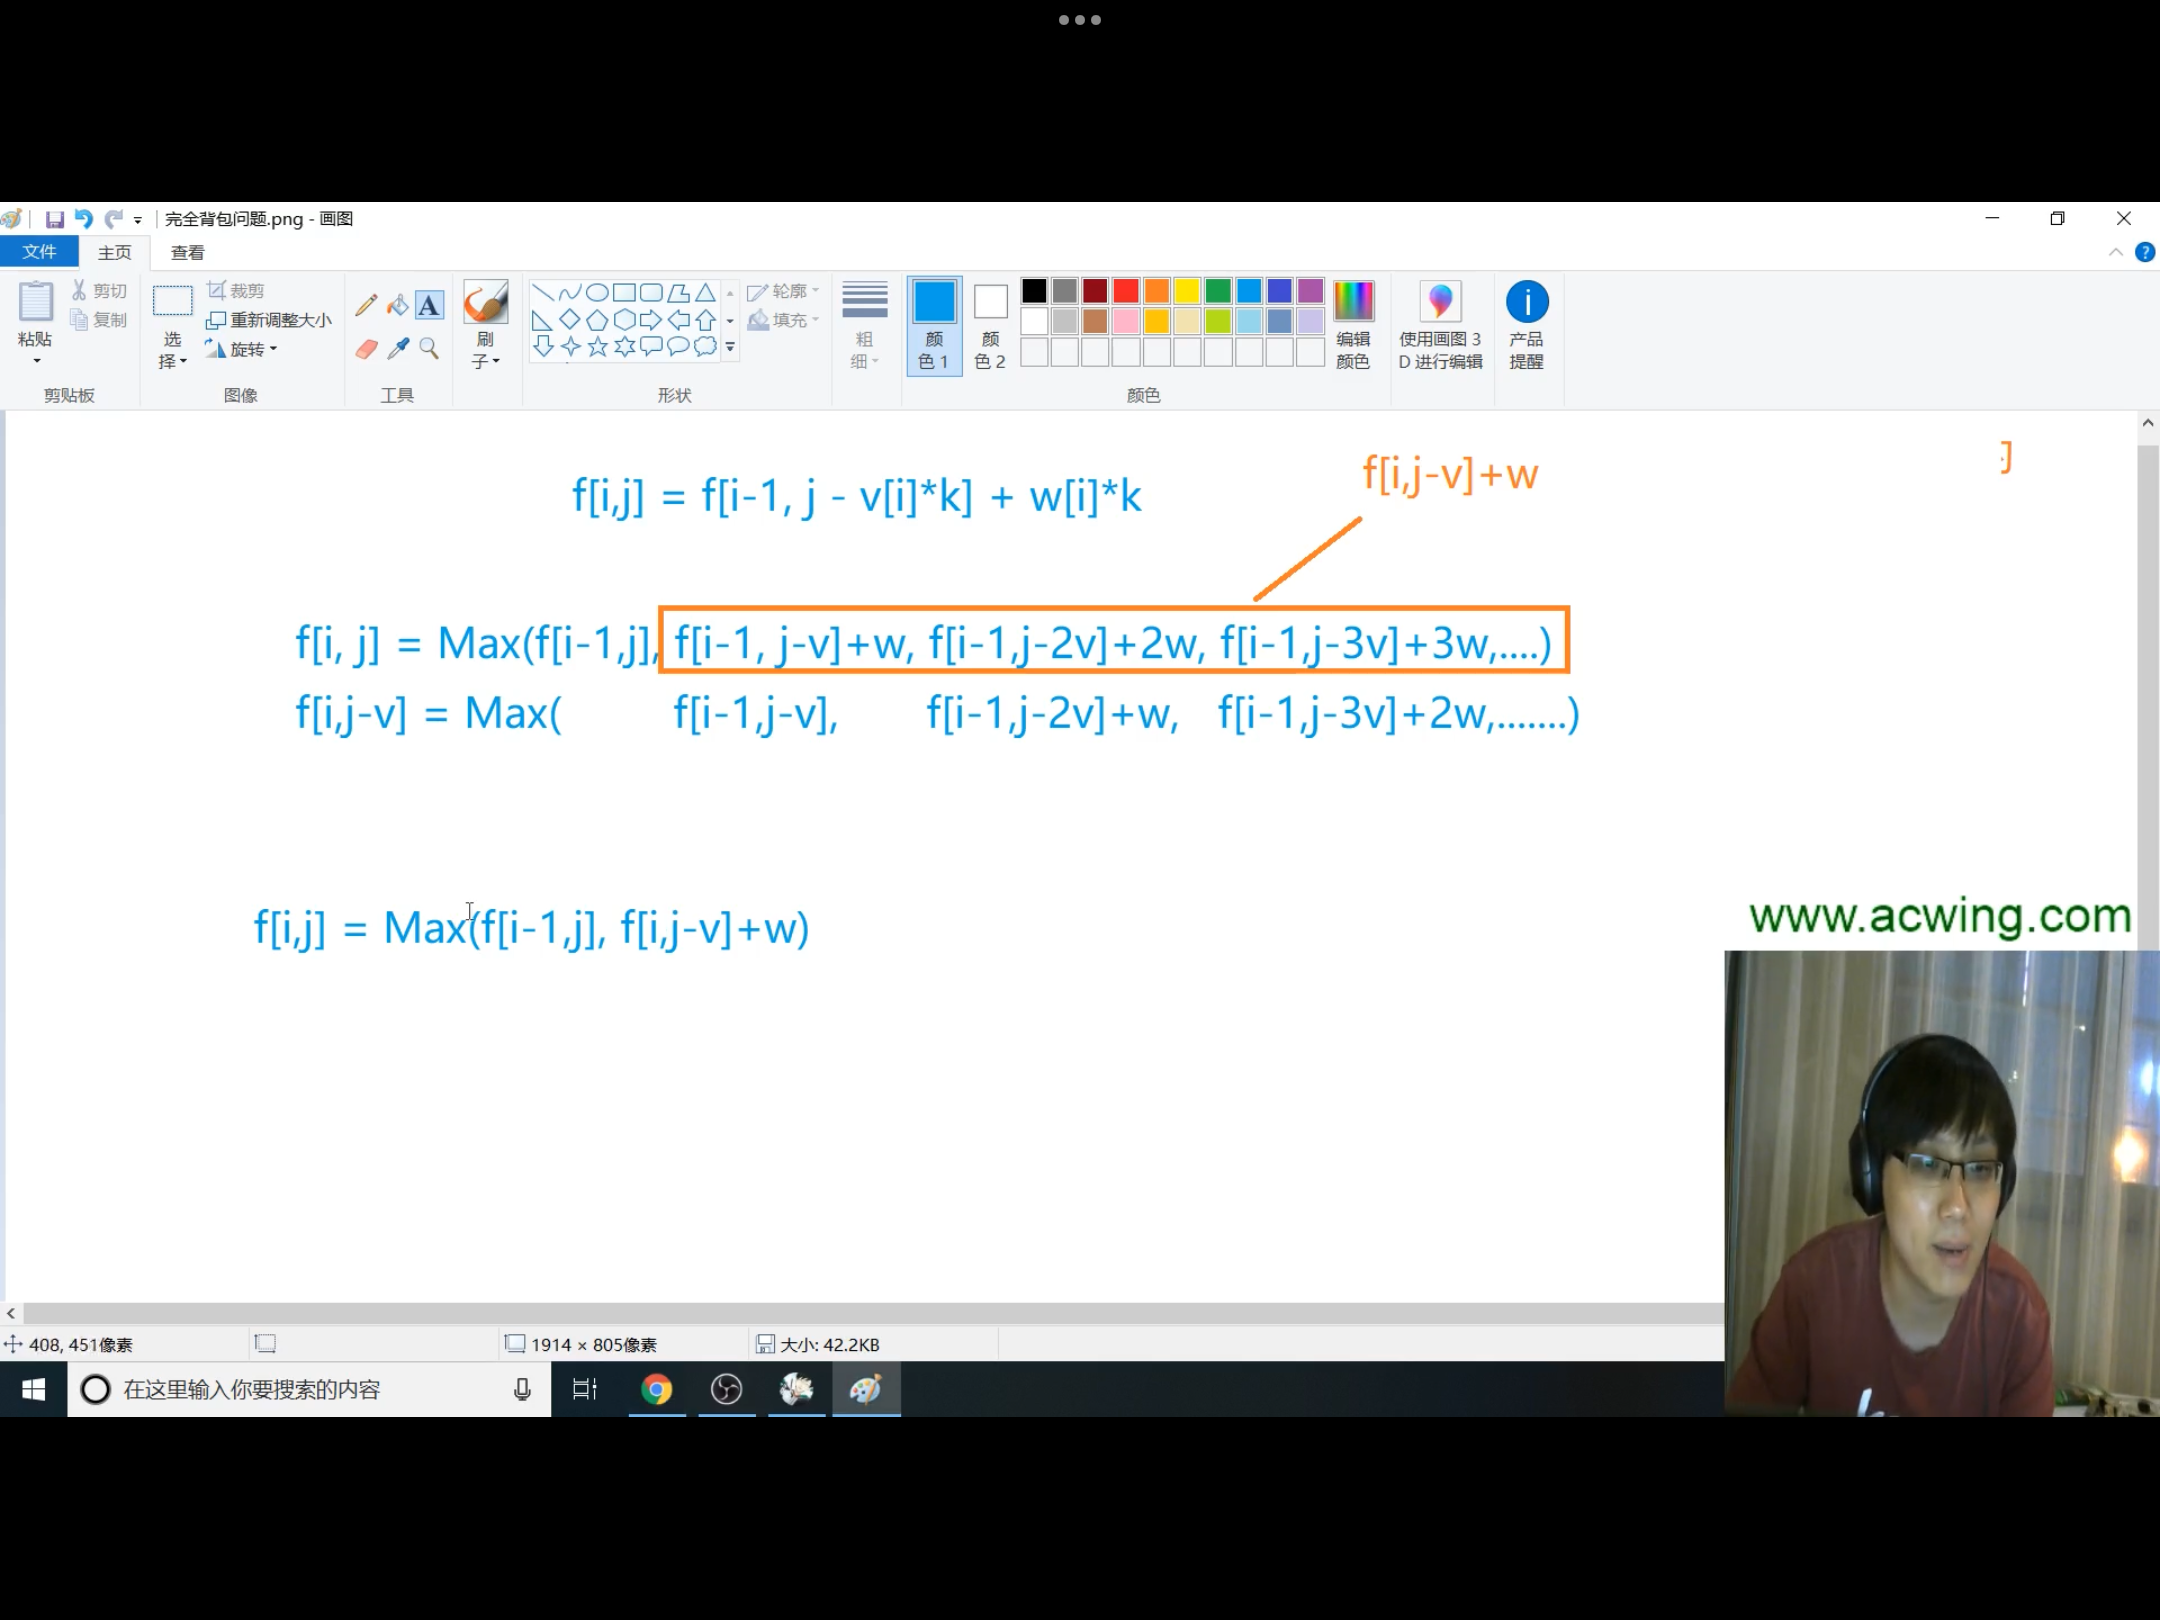 完全背包问题.png - 画图
文件 主页 查看
剪切 裁剪 轮廓
复制 重新调整大小 填充
粘贴 选择 旋转 刷子 粗细 颜色 1 颜色 2 编辑颜色 使用画图 3D 进行编辑 产品提醒
剪贴板 图像 工具 形状 颜色
f[i,j-v]+w
f[i,j] = f[i-1, j - v[i]*k] + w[i]*k
f[i, j] = Max(f[i-1,j], f[i-1, j-v]+w, f[i-1,j-2v]+2w, f[i-1,j-3v]+3w,....)
f[i,j-v] = Max( f[i-1,j-v], f[i-1,j-2v]+w, f[i-1,j-3v]+2w,.......)
www.acwing.com
f[i,j] = Max(f[i-1,j], f[i,j-v]+w)
408, 451像素 1914 × 805像素 大小: 42.2KB
在这里输入你要搜索的内容